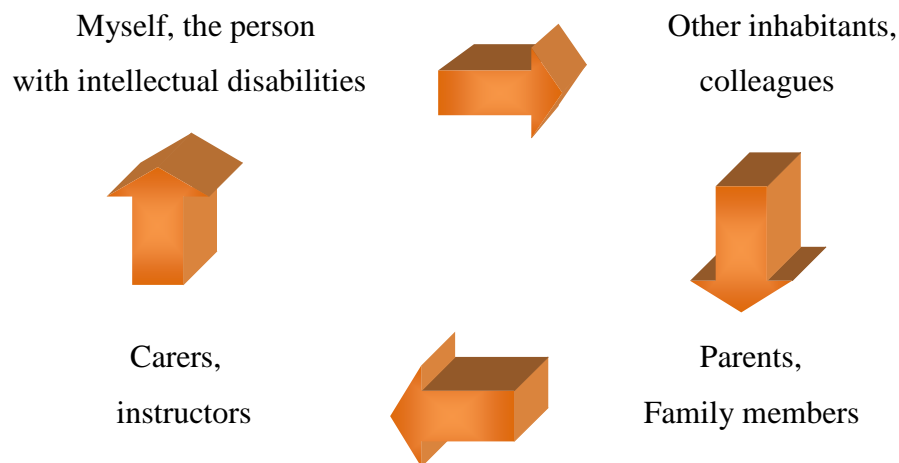 Myself, the person
with intellectual disabilities
Other inhabitants,
colleagues
Carers,
instructors
Parents,
Family members